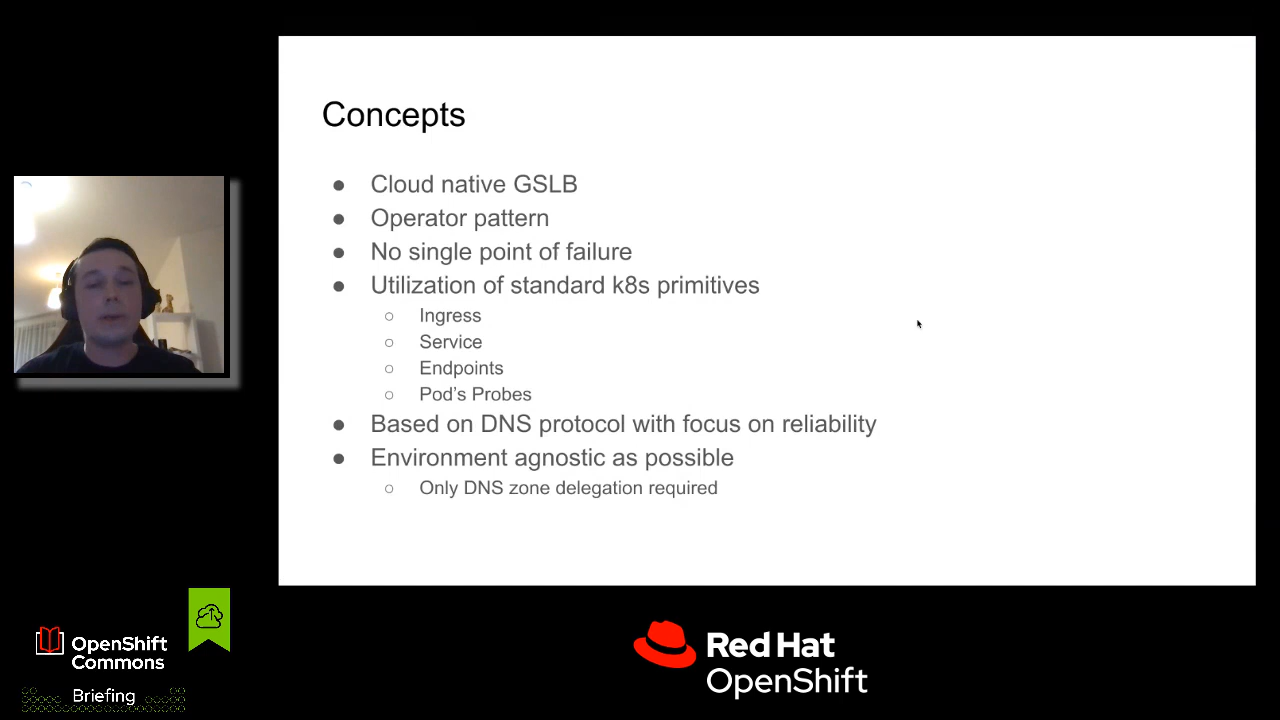 Concepts
Cloud native GSLB
Operator pattern
No single point of failure
Utilization of standard k8s primitives
Ingress
Service
Endpoints
Pod’s Probes
Based on DNS protocol with focus on reliability
Environment agnostic as possible
Only DNS zone delegation required
OpenShift
Commons
Briefing
Red Hat
OpenShift